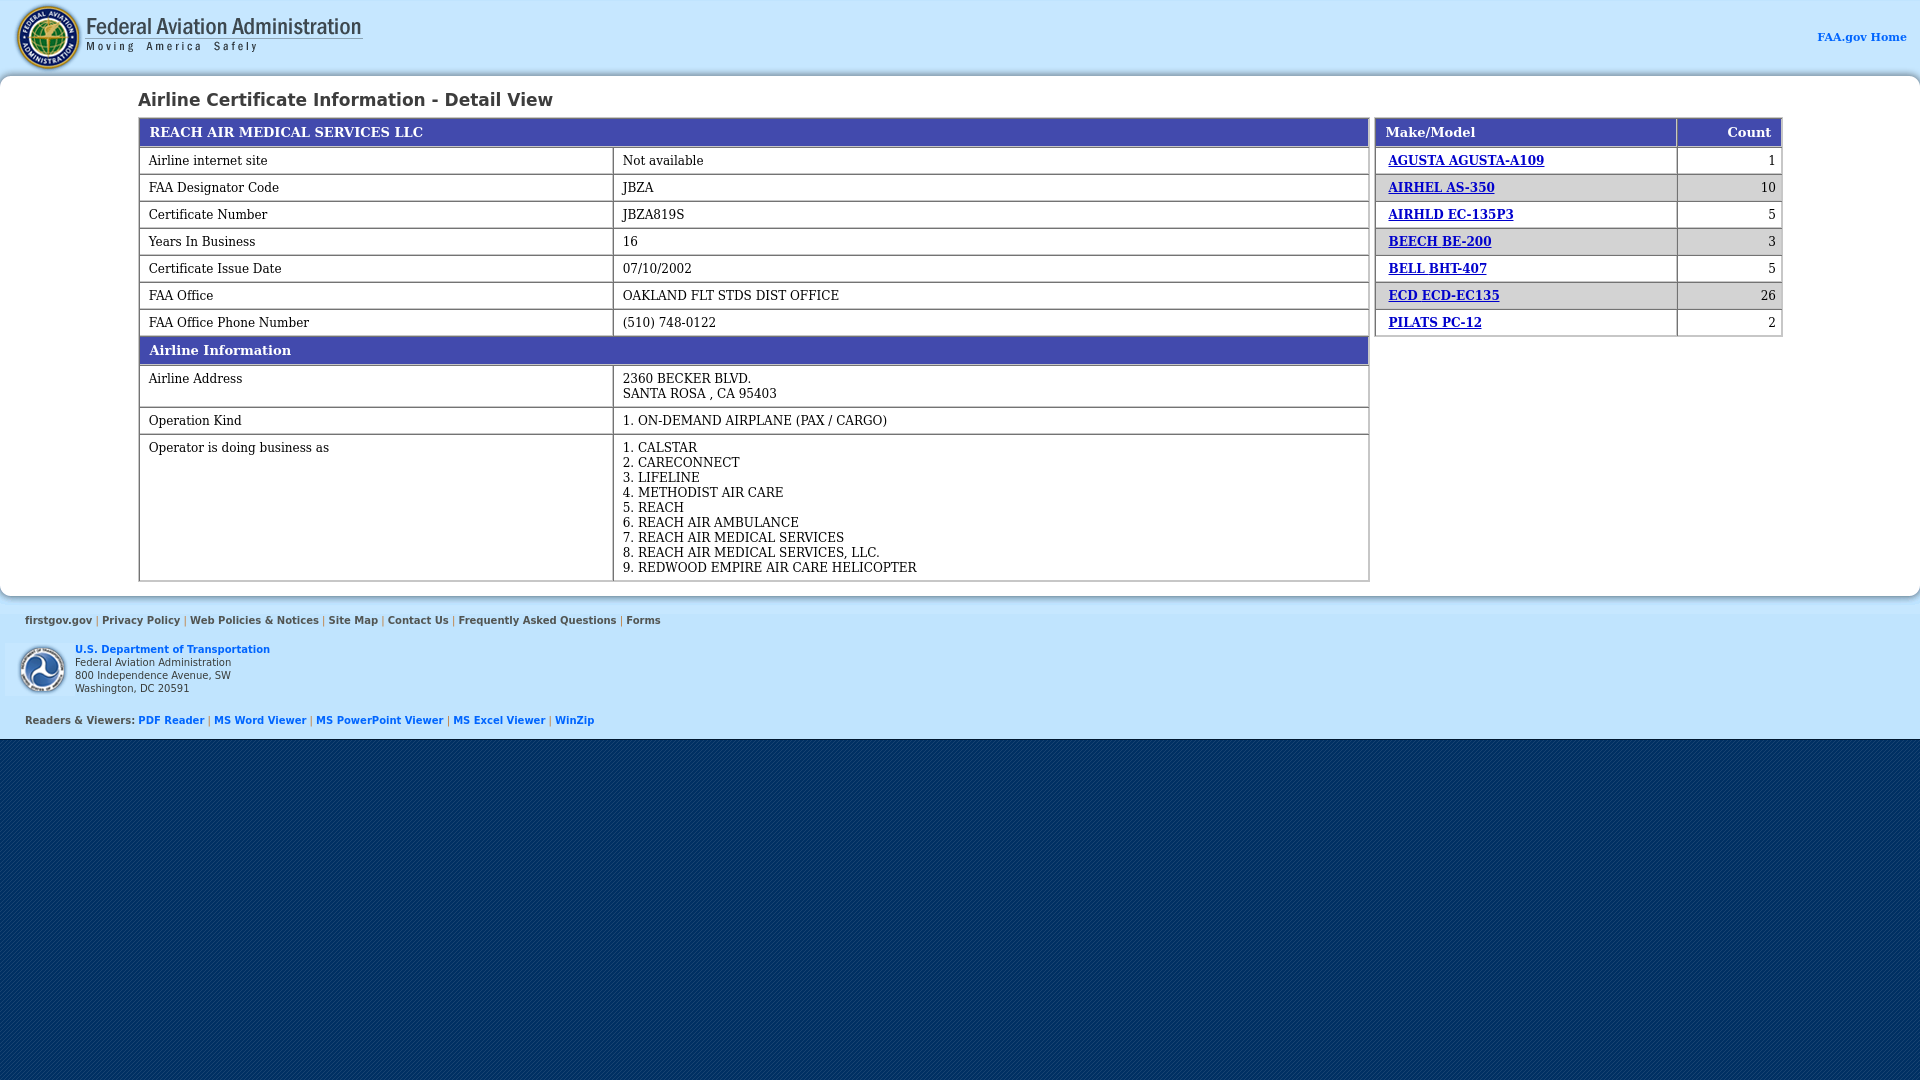 Federal Aviation Administration
Moving America Safely
FAA.gov Home
Airline Certificate Information - Detail View
REACH AIR MEDICAL SERVICES LLC
Airline internet site Not available
FAA Designator Code JBZA
Certificate Number JBZA819S
Years In Business 16
Certificate Issue Date 07/10/2002
FAA Office OAKLAND FLT STDS DIST OFFICE
FAA Office Phone Number (510) 748-0122
Airline Information
Airline Address 2360 BECKER BLVD.
SANTA ROSA , CA 95403
Operation Kind 1. ON-DEMAND AIRPLANE (PAX / CARGO)
Operator is doing business as 1. CALSTAR
2. CARECONNECT
3. LIFELINE
4. METHODIST AIR CARE
5. REACH
6. REACH AIR AMBULANCE
7. REACH AIR MEDICAL SERVICES
8. REACH AIR MEDICAL SERVICES, LLC.
9. REDWOOD EMPIRE AIR CARE HELICOPTER
Make/Model Count
AGUSTA AGUSTA-A109 1
AIRHEL AS-350 10
AIRHLD EC-135P3 5
BEECH BE-200 3
BELL BHT-407 5
ECD ECD-EC135 26
PILATS PC-12 2
firstgov.gov | Privacy Policy | Web Policies & Notices | Site Map | Contact Us | Frequently Asked Questions | Forms
U.S. Department of Transportation
Federal Aviation Administration
800 Independence Avenue, SW
Washington, DC 20591
Readers & Viewers: PDF Reader | MS Word Viewer | MS PowerPoint Viewer | MS Excel Viewer | WinZip